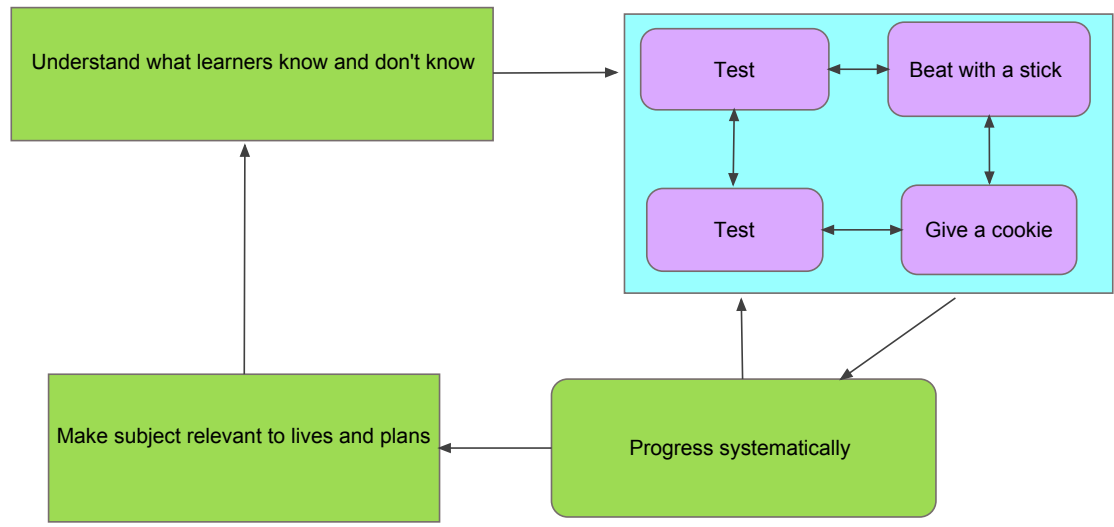 Understand what learners know and don't know
Test
Beat with a stick
Test
Give a cookie
Make subject relevant to lives and plans
Progress systematically